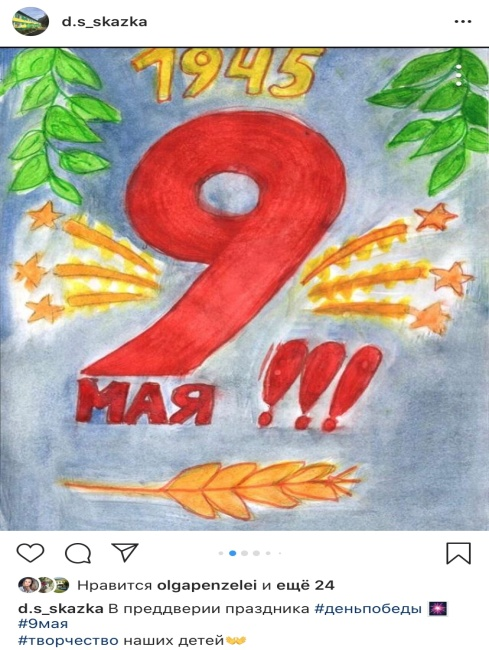 d.s_skazka
1945
9
МАЯ !!!
Нравится olgapenzelei и ещё 24
d.s_skazka В преддверии праздника #деньпобеды
#9мая
#творчество наших детей